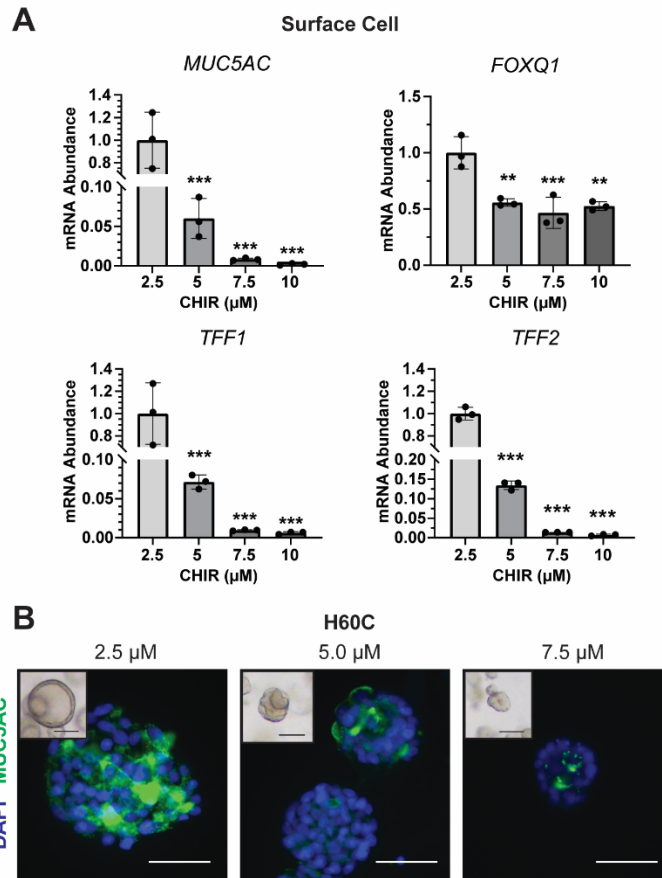 A
Surface Cell
MUC5AC
FOXQ1
mRNA Abundance
1.4
1.2
1.0
0.8
0.10
0.05
0.00
***
***
***
2.5 5 7.5 10
CHIR (µM)
mRNA Abundance
1.5
1.0
0.5
0.0
**
***
**
2.5 5 7.5 10
CHIR (µM)
TFF1
TFF2
mRNA Abundance
1.4
1.2
1.0
0.8
0.10
0.05
0.00
***
***
***
2.5 5 7.5 10
CHIR (µM)
mRNA Abundance
1.4
1.2
1.0
0.8
0.20
0.15
0.10
0.05
0.00
***
***
***
2.5 5 7.5 10
CHIR (µM)
B
H60C
2.5 µM 5.0 µM 7.5 µM
DAPI MUC5AC